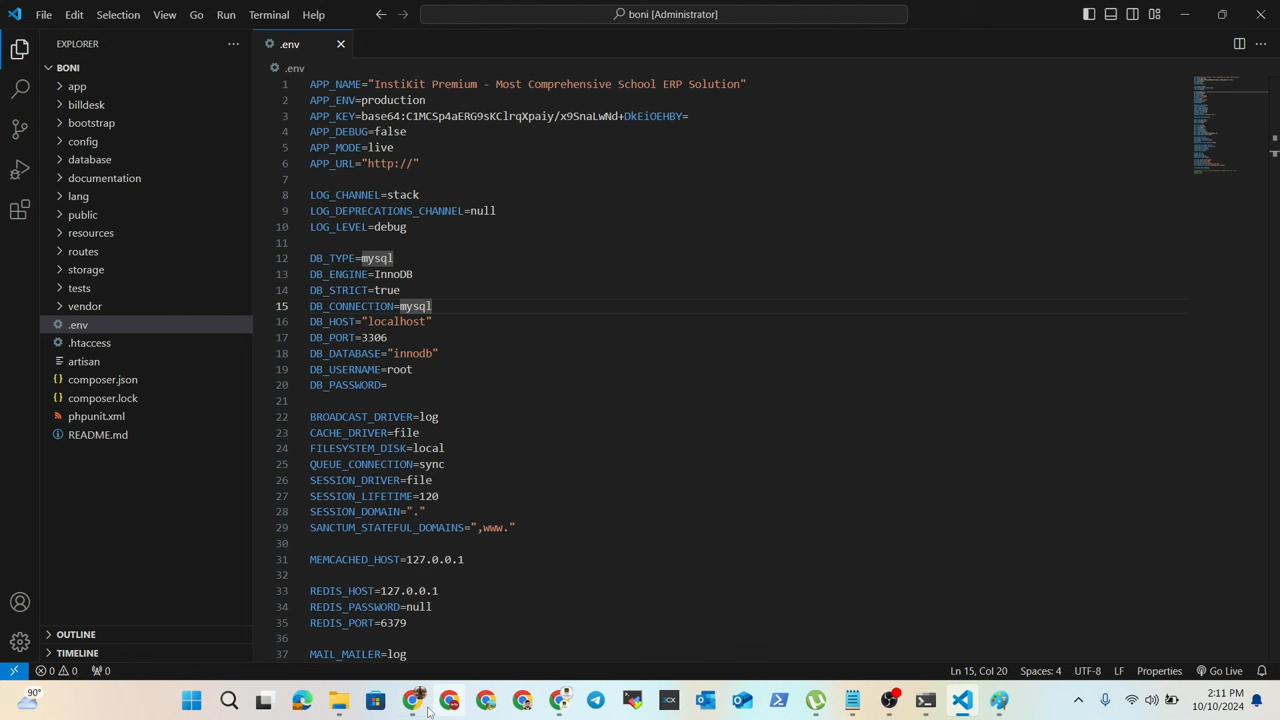 File Edit Selection View Go Run Terminal Help
boni [Administrator]
EXPLORER
BONI
app
billdesk
bootstrap
config
database
documentation
lang
public
resources
routes
storage
tests
vendor
.env
.htaccess
artisan
composer.json
composer.lock
phpunit.xml
README.md
OUTLINE
TIMELINE
.env
.env
1 APP_NAME="InstiKit Premium - Most Comprehensive School ERP Solution"
2 APP_ENV=production
3 APP_KEY=base64:C1MCSp4aERG9sKClrqXpaiy/x9SnaLwNd+DkEiOEHBY=
4 APP_DEBUG=false
5 APP_MODE=live
6 APP_URL="http://"
7
8 LOG_CHANNEL=stack
9 LOG_DEPRECATIONS_CHANNEL=null
10 LOG_LEVEL=debug
11
12 DB_TYPE=mysql
13 DB_ENGINE=InnoDB
14 DB_STRICT=true
15 DB_CONNECTION=mysql
16 DB_HOST="localhost"
17 DB_PORT=3306
18 DB_DATABASE="innodb"
19 DB_USERNAME=root
20 DB_PASSWORD=
21
22 BROADCAST_DRIVER=log
23 CACHE_DRIVER=file
24 FILESYSTEM_DISK=local
25 QUEUE_CONNECTION=sync
26 SESSION_DRIVER=file
27 SESSION_LIFETIME=120
28 SESSION_DOMAIN="."
29 SANCTUM_STATEFUL_DOMAINS=",www."
30
31 MEMCACHED_HOST=127.0.0.1
32
33 REDIS_HOST=127.0.0.1
34 REDIS_PASSWORD=null
35 REDIS_PORT=6379
36
37 MAIL_MAILER=log
0 0 0
Ln 15, Col 20 Spaces: 4 UTF-8 LF Properties Go Live
90°
2:11 PM
10/10/2024